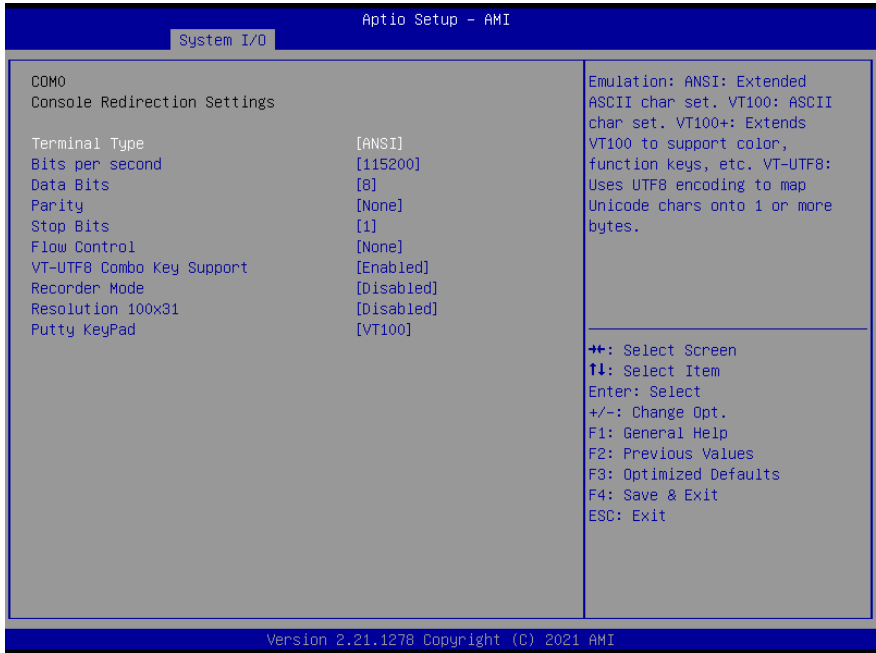 Aptio Setup – AMI
System I/O
COM0
Console Redirection Settings
Terminal Type [ANSI]
Bits per second [115200]
Data Bits [8]
Parity [None]
Stop Bits [1]
Flow Control [None]
VT-UTF8 Combo Key Support [Enabled]
Recorder Mode [Disabled]
Resolution 100x31 [Disabled]
Putty KeyPad [VT100]
Emulation: ANSI: Extended
ASCII char set. VT100: ASCII
char set. VT100+: Extends
VT100 to support color,
function keys, etc. VT-UTF8:
Uses UTF8 encoding to map
Unicode chars onto 1 or more
bytes.
→←: Select Screen
↑↓: Select Item
Enter: Select
+/-: Change Opt.
F1: General Help
F2: Previous Values
F3: Optimized Defaults
F4: Save & Exit
ESC: Exit
Version 2.21.1278 Copyright (C) 2021 AMI